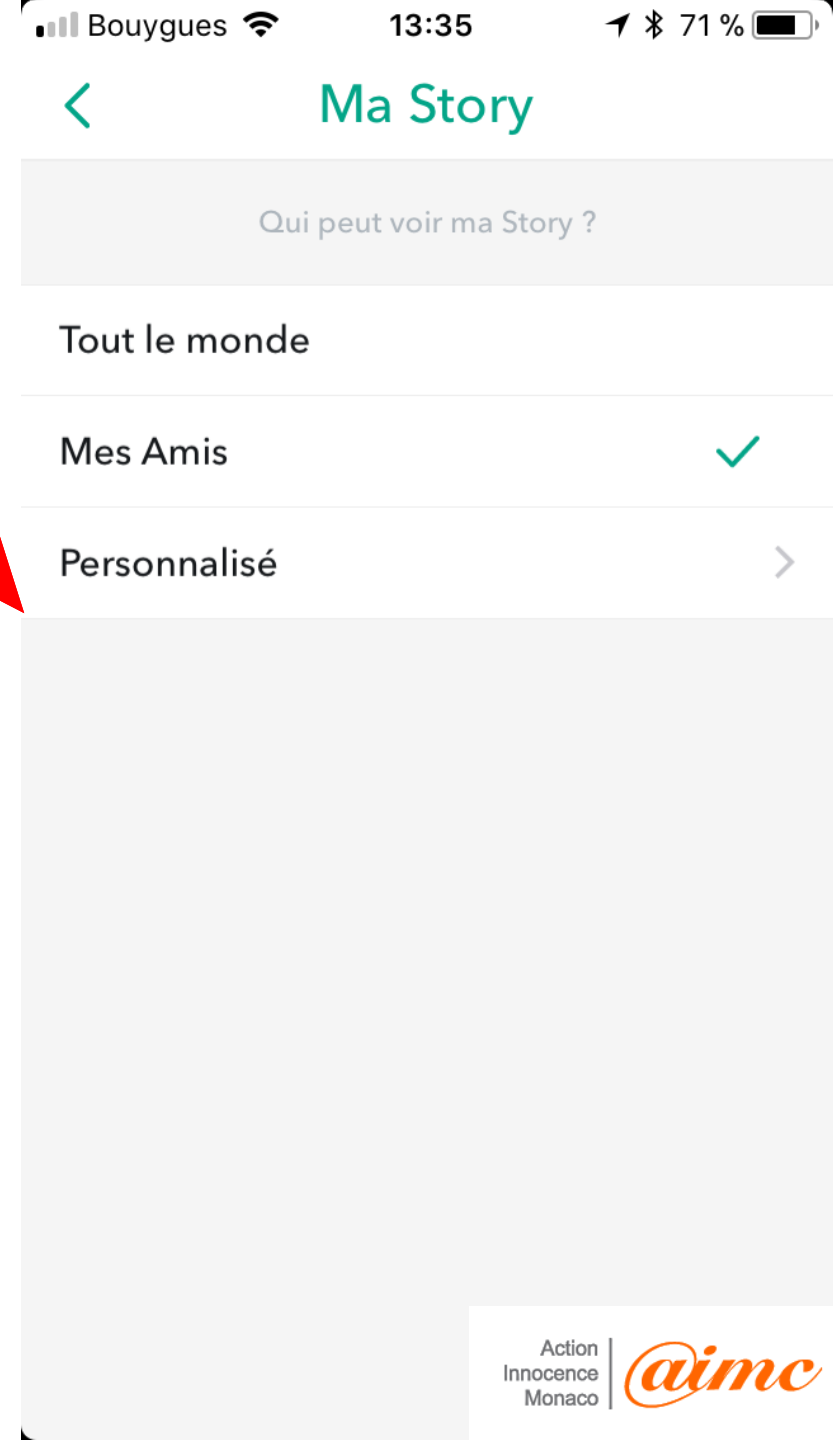 Bouygues 13:35 71 %
Ma Story
Qui peut voir ma Story ?
Tout le monde
Mes Amis
Personnalisé
Action
Innocence
Monaco
@aimc